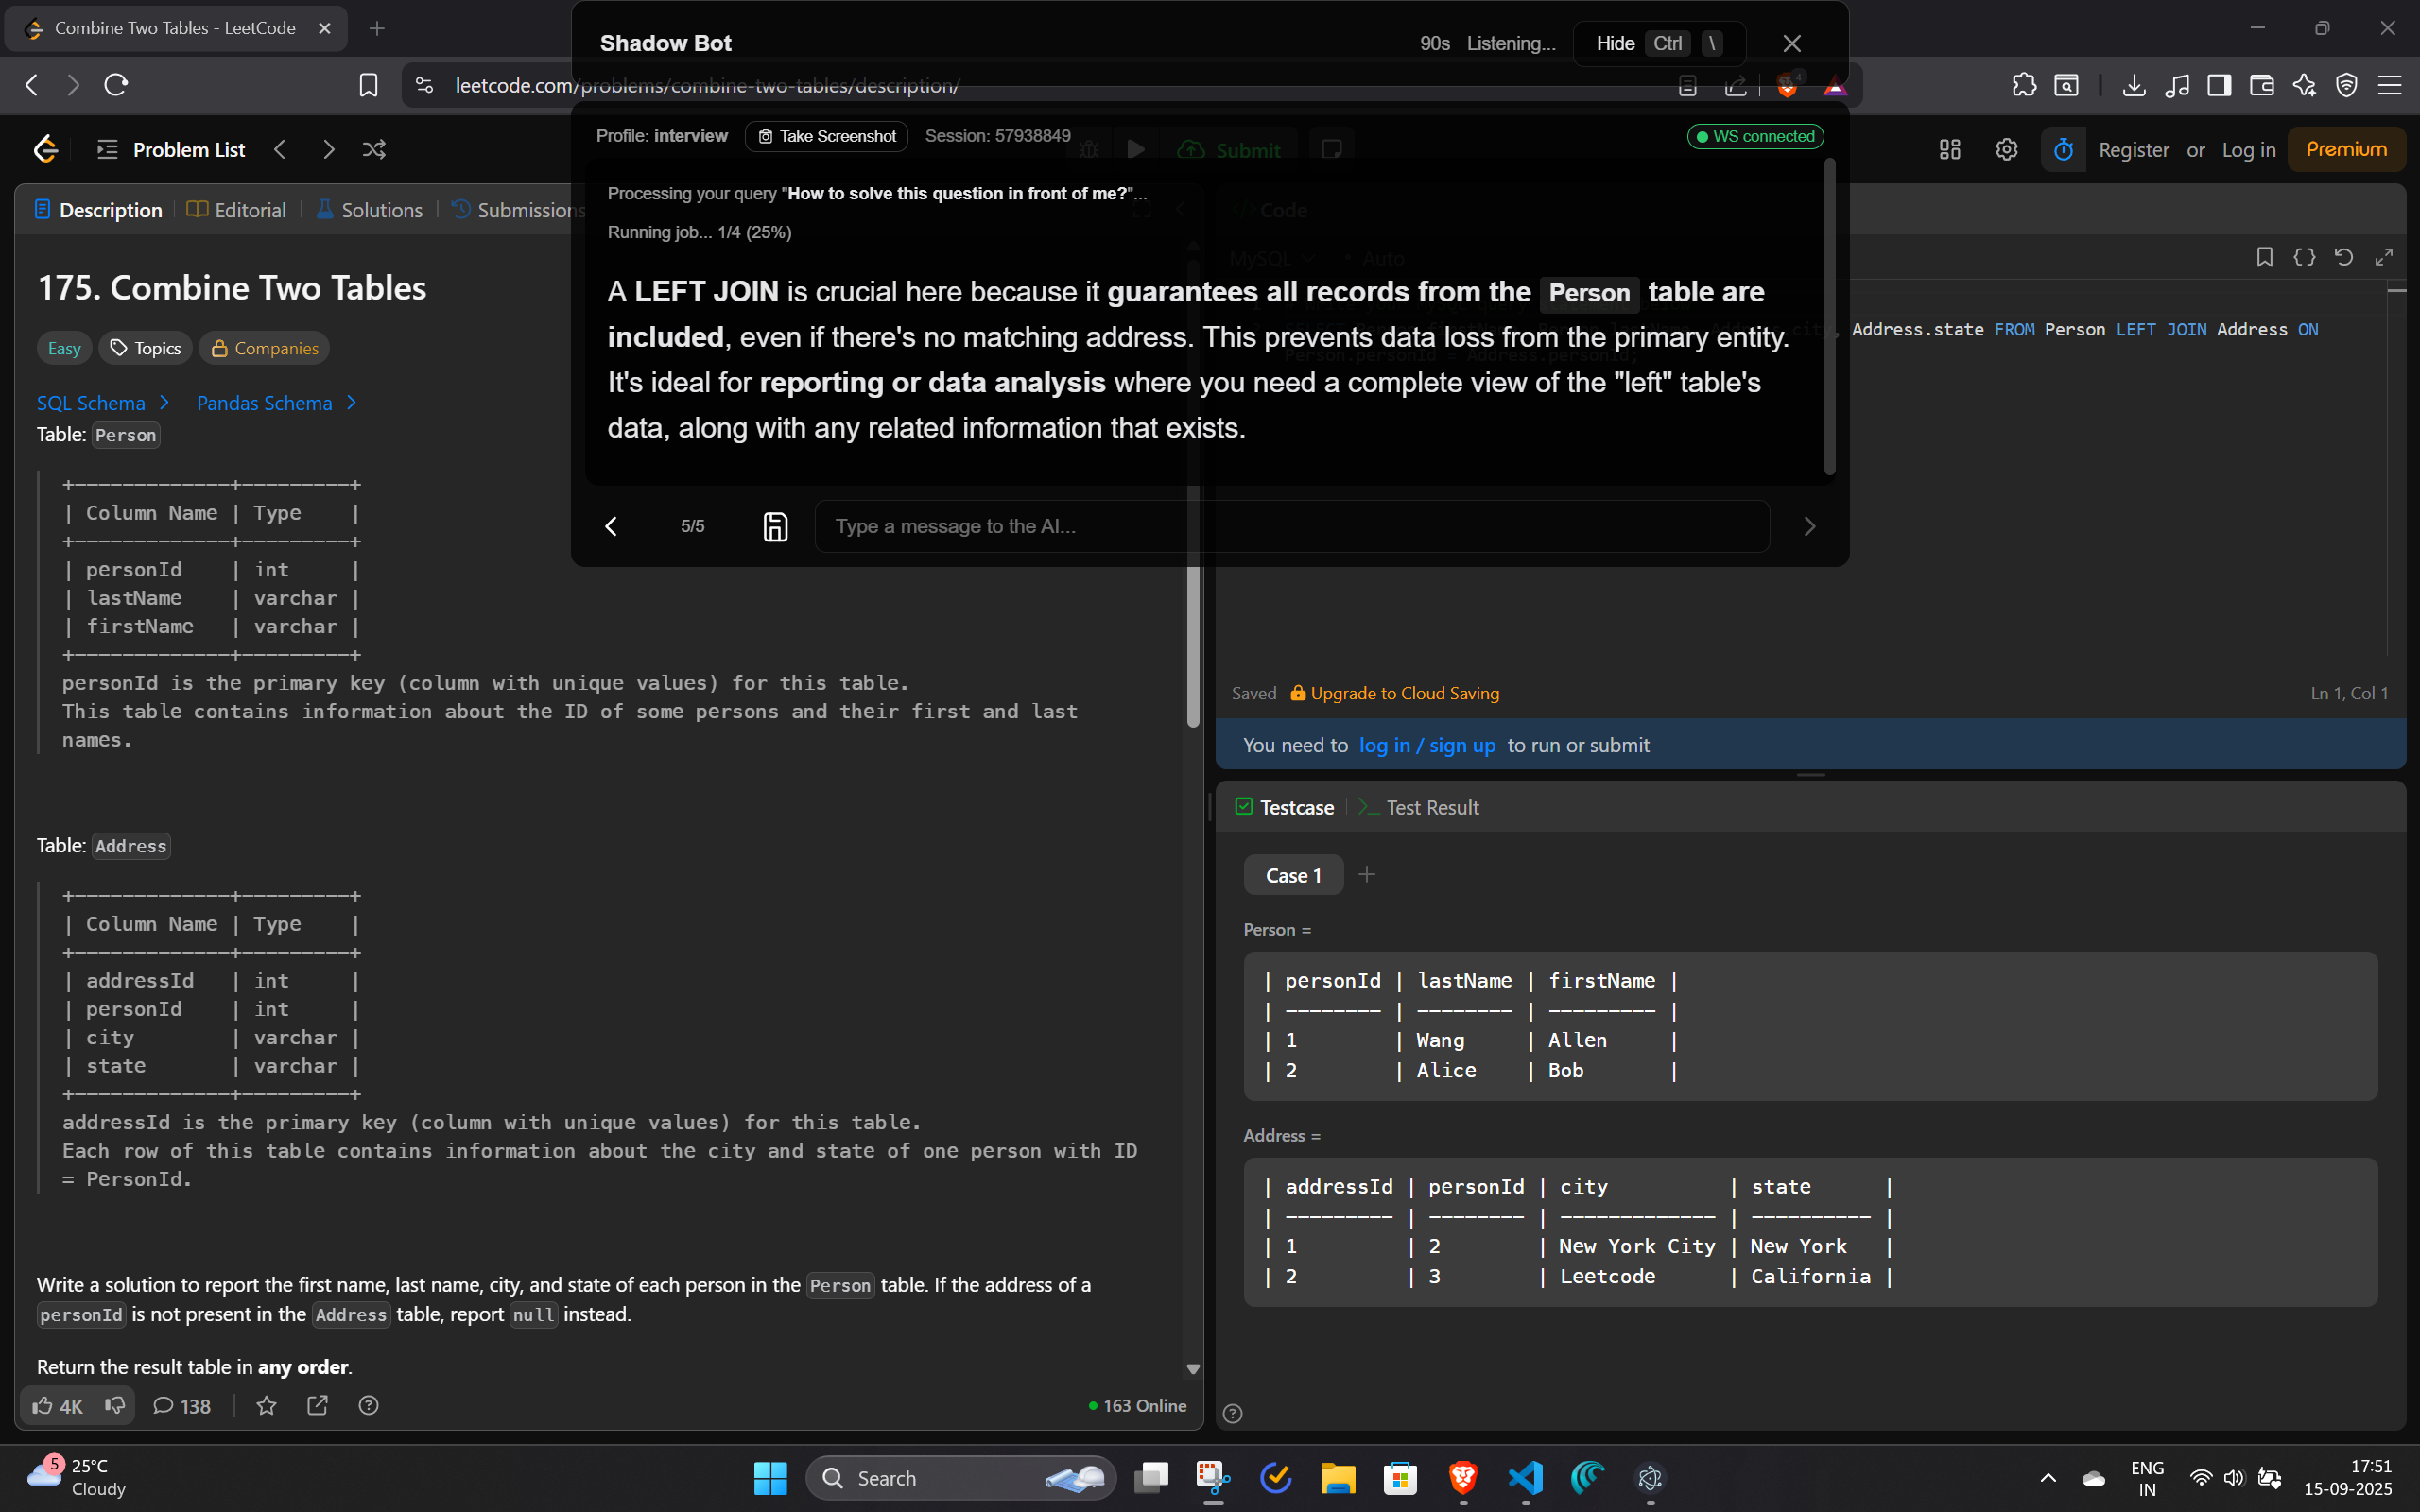 Combine Two Tables - LeetCode
leetcode.com/problems/combine-two-tables/description/
4
Shadow Bot
90s Listening... Hide Ctrl \
Profile: interview Take Screenshot Session: 57938849 WS connected
Processing your query "How to solve this question in front of me?"...
Running job... 1/4 (25%)
A LEFT JOIN is crucial here because it guarantees all records from the Person table are
included, even if there's no matching address. This prevents data loss from the primary entity.
It's ideal for reporting or data analysis where you need a complete view of the "left" table's
data, along with any related information that exists.
5/5 Type a message to the AI...
Problem List
Submit
Register or Log in Premium
Description Editorial Solutions Submissions
175. Combine Two Tables
Easy Topics Companies
SQL Schema Pandas Schema
Table: Person
+-------------+---------+
| Column Name | Type    |
+-------------+---------+
| personId    | int     |
| lastName    | varchar |
| firstName   | varchar |
+-------------+---------+
personId is the primary key (column with unique values) for this table.
This table contains information about the ID of some persons and their first and last
names.
Table: Address
+-------------+---------+
| Column Name | Type    |
+-------------+---------+
| addressId   | int     |
| personId    | int     |
| city        | varchar |
| state       | varchar |
+-------------+---------+
addressId is the primary key (column with unique values) for this table.
Each row of this table contains information about the city and state of one person with ID
= PersonId.
Write a solution to report the first name, last name, city, and state of each person in the Person table. If the address of a
personId is not present in the Address table, report null instead.
Return the result table in any order.
4K 138 163 Online
Code
MySQL Auto
city, Address.state FROM Person LEFT JOIN Address ON
Person.personId = Address.personId;
Saved Upgrade to Cloud Saving Ln 1, Col 1
You need to log in / sign up to run or submit
Testcase Test Result
Case 1
Person =
| personId | lastName | firstName |
| -------- | -------- | --------- |
| 1        | Wang     | Allen     |
| 2        | Alice    | Bob       |
Address =
| addressId | personId | city          | state      |
| --------- | -------- | ------------- | ---------- |
| 1         | 2        | New York City | New York   |
| 2         | 3        | Leetcode      | California |
5 25°C
Cloudy
Search
ENG
IN
17:51
15-09-2025